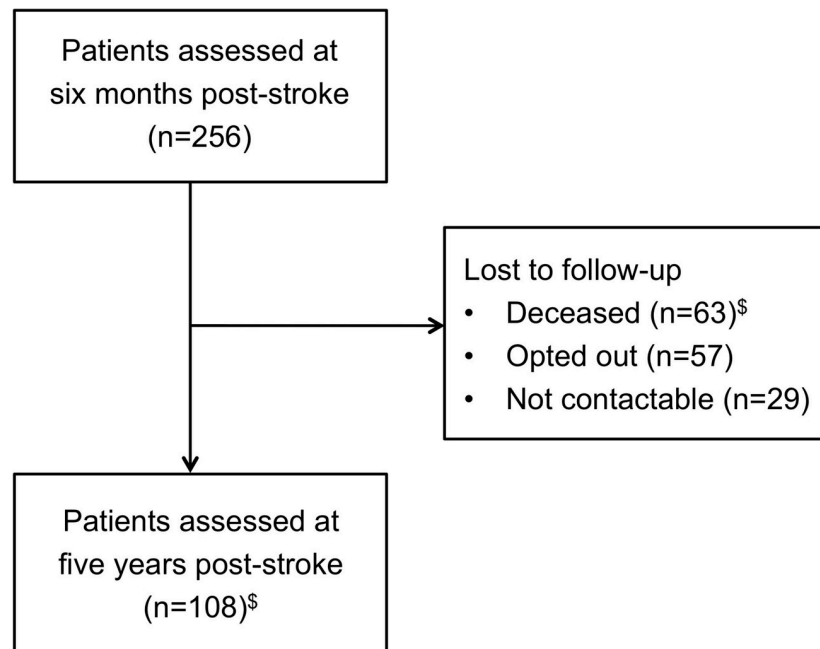 Patients assessed at
six months post-stroke
(n=256)
Lost to follow-up
• Deceased (n=63)$
• Opted out (n=57)
• Not contactable (n=29)
Patients assessed at
five years post-stroke
(n=108)$